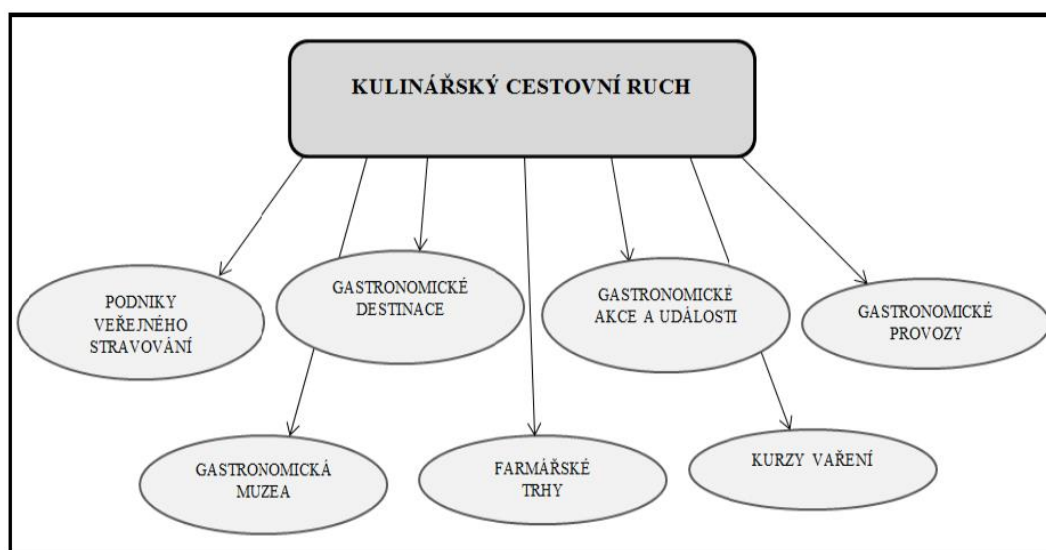 KULINÁŘSKÝ CESTOVNÍ RUCH
PODNIKY
VEŘEJNÉHO
STRAVOVÁNÍ
GASTRONOMICKÉ
DESTINACE
GASTRONOMICKÉ
AKCE A UDÁLOSTI
GASTRONOMICKÉ
PROVOZY
GASTRONOMICKÁ
MUZEA
FARMÁŘSKÉ
TRHY
KURZY VAŘENÍ